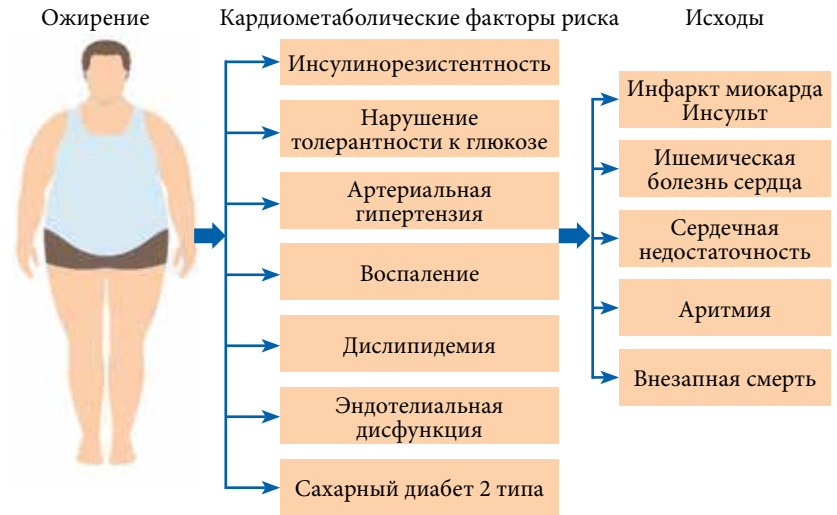 Ожирение
Кардиометаболические факторы риска
Исходы
Инсулинорезистентность
Нарушение
толерантности к глюкозе
Артериальная
гипертензия
Воспаление
Дислипидемия
Эндотелиальная
дисфункция
Сахарный диабет 2 типа
Инфаркт миокарда
Инсульт
Ишемическая
болезнь сердца
Сердечная
недостаточность
Аритмия
Внезапная смерть